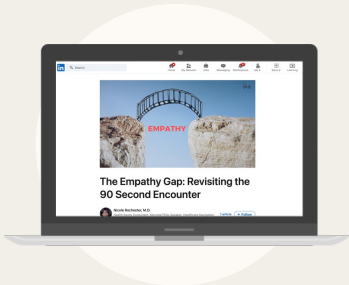 in Search
Home My Network Jobs Messaging Notifications Me Work Learning
EMPATHY
The Empathy Gap: Revisiting the
90 Second Encounter
Nicole Rochester, M.D.
+ Follow